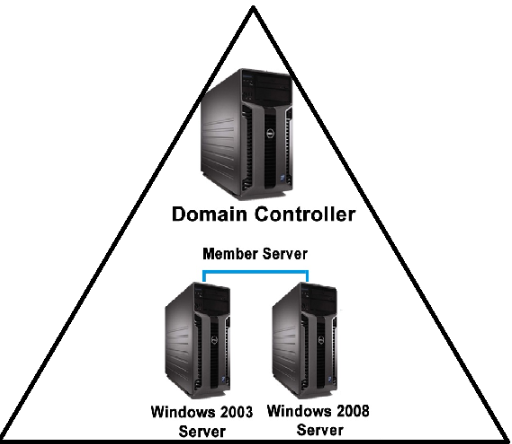 Domain Controller
Member Server
Windows 2003
Server
Windows 2008
Server